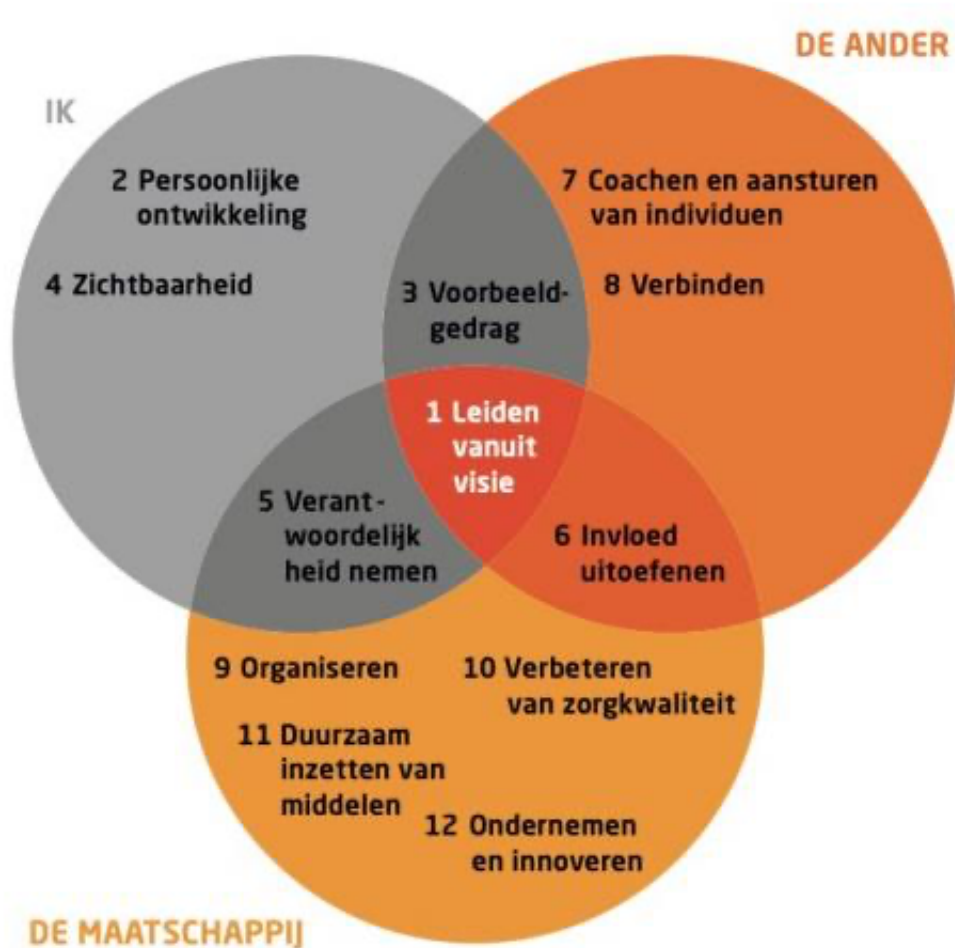 DE ANDER
IK
2 Persoonlijke
ontwikkeling
4 Zichtbaarheid
3 Voorbeeld-
gedrag
7 Coachen en aansturen
van individuen
8 Verbinden
1 Leiden
vanuit
visie
5 Verant-
woordelijk
heid nemen
6 Invloed
uitoefenen
9 Organiseren
10 Verbeteren
van zorgkwaliteit
11 Duurzaam
inzetten van
middelen
12 Ondernemen
en innoveren
DE MAATSCHAPPIJ